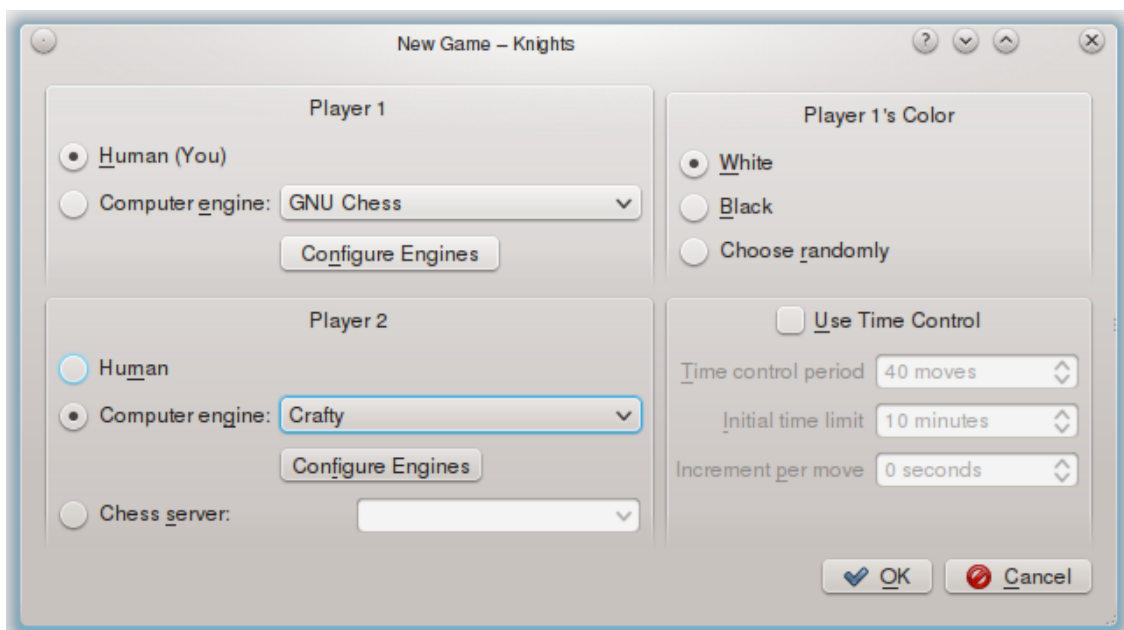 New Game – Knights
Player 1
Human (You)
Computer engine: GNU Chess
Configure Engines
Player 1's Color
White
Black
Choose randomly
Player 2
Human
Computer engine: Crafty
Configure Engines
Chess server:
Use Time Control
Time control period 40 moves
Initial time limit 10 minutes
Increment per move 0 seconds
OK
Cancel